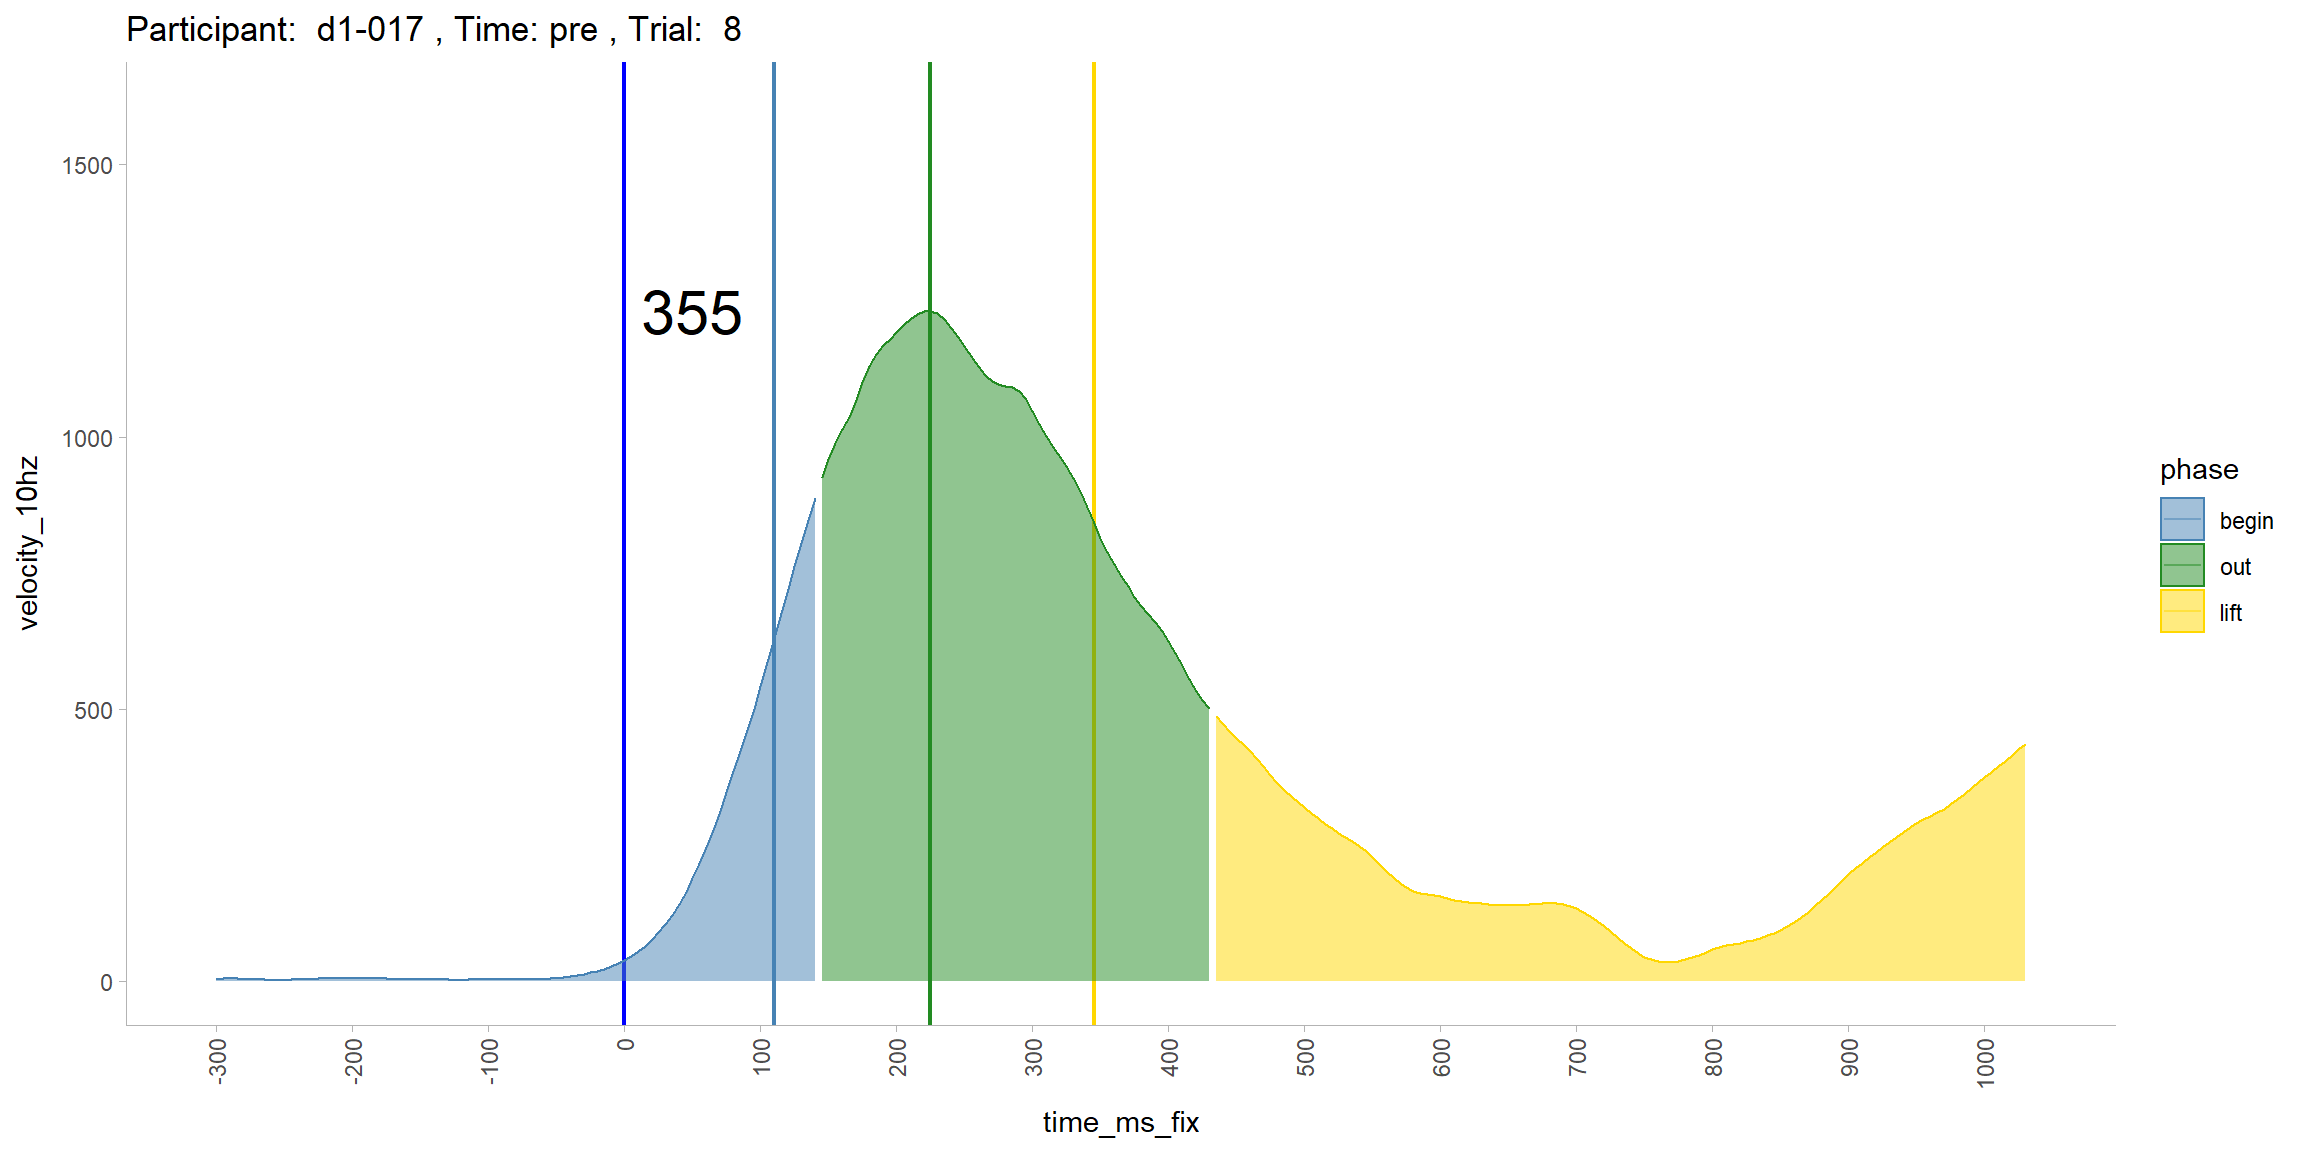 Participant:  d1-017 , Time: pre , Trial:  8
1500
1000
500
0
velocity_10hz
355
-300
-200
-100
0
100
200
300
400
500
600
700
800
900
1000
time_ms_fix
phase
begin
out
lift